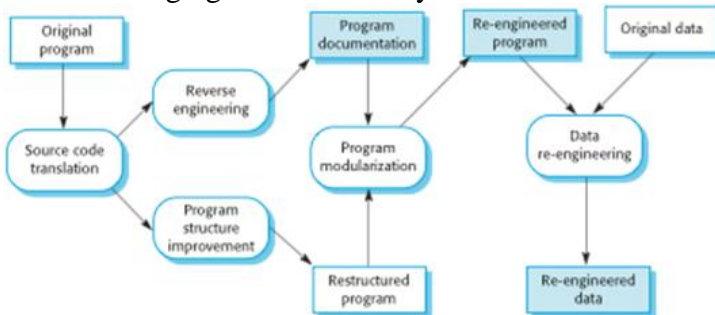 Original
program
Program
documentation
Re-engineered
program
Original data
Reverse
engineering
Source code
translation
Program
modularization
Data
re-engineering
Program
structure
improvement
Restructured
program
Re-engineered
data